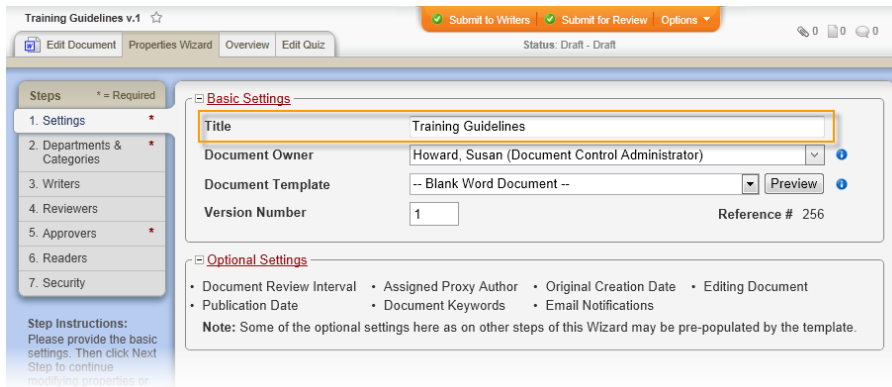 Training Guidelines v.1
Submit to Writers Submit for Review Options
0 0 0
Edit Document Properties Wizard Overview Edit Quiz
Status: Draft - Draft
Steps * = Required
1. Settings *
2. Departments & Categories *
3. Writers
4. Reviewers
5. Approvers *
6. Readers
7. Security
Step Instructions:
Please provide the basic
settings. Then click Next
Step to continue
modifying properties or
Basic Settings
Title Training Guidelines
Document Owner Howard, Susan (Document Control Administrator)
Document Template -- Blank Word Document -- Preview
Version Number 1 Reference # 256
Optional Settings
• Document Review Interval • Assigned Proxy Author • Original Creation Date • Editing Document
• Publication Date • Document Keywords • Email Notifications
Note: Some of the optional settings here as on other steps of this Wizard may be pre-populated by the template.